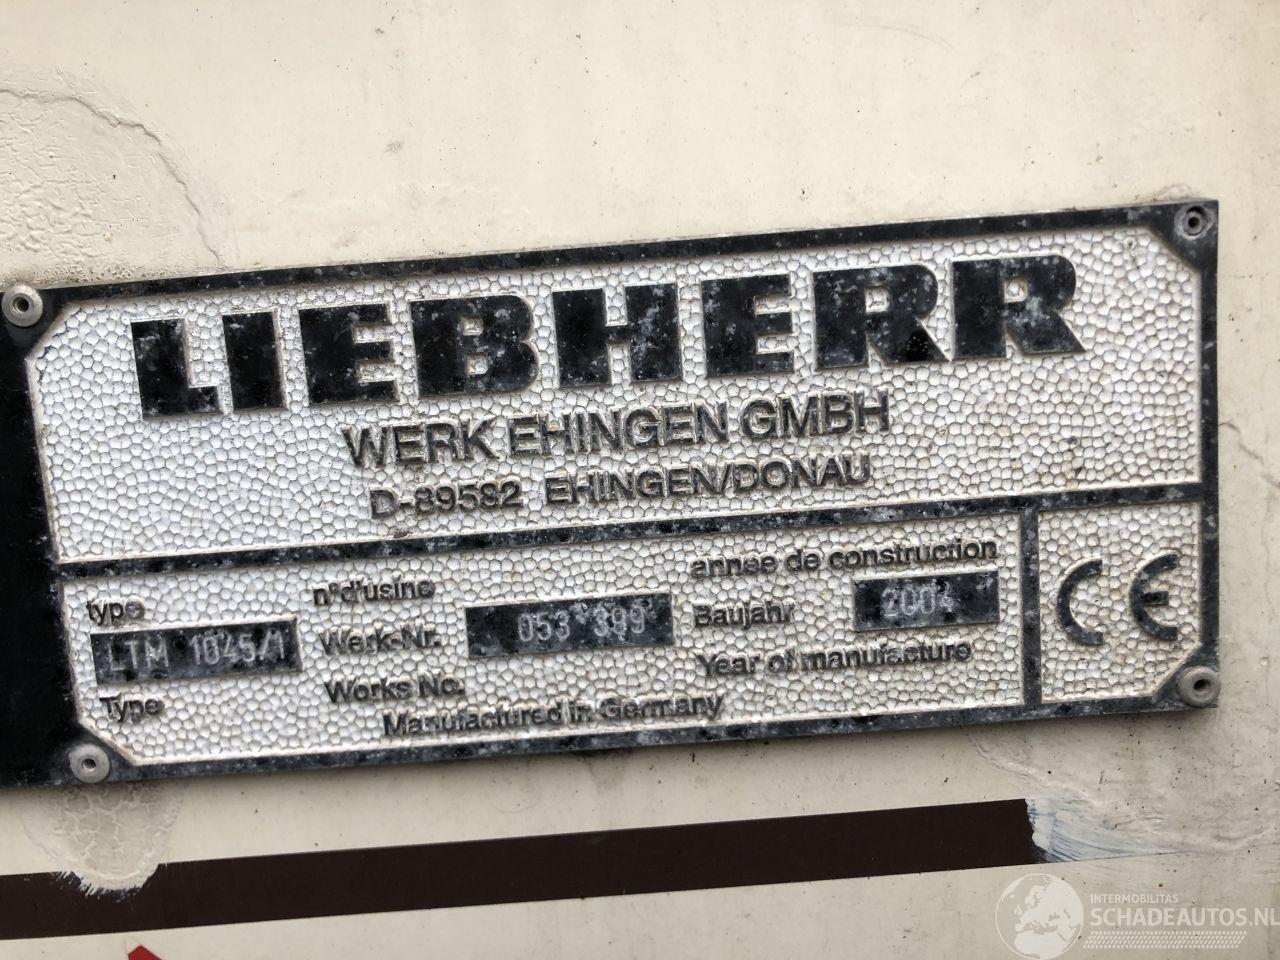 LIEBHERR
WERK EHINGEN GMBH
D-89582 EHINGEN/DONAU
type
LTM 1045/1
Type
n°d'usine
Werk-Nr.
Works No.
053*399*
annee de construction
Baujahr
2004
Year of manufacture
Manufactured in Germany
CE
INTERMOBILITAS
SCHADEAUTOS.NL